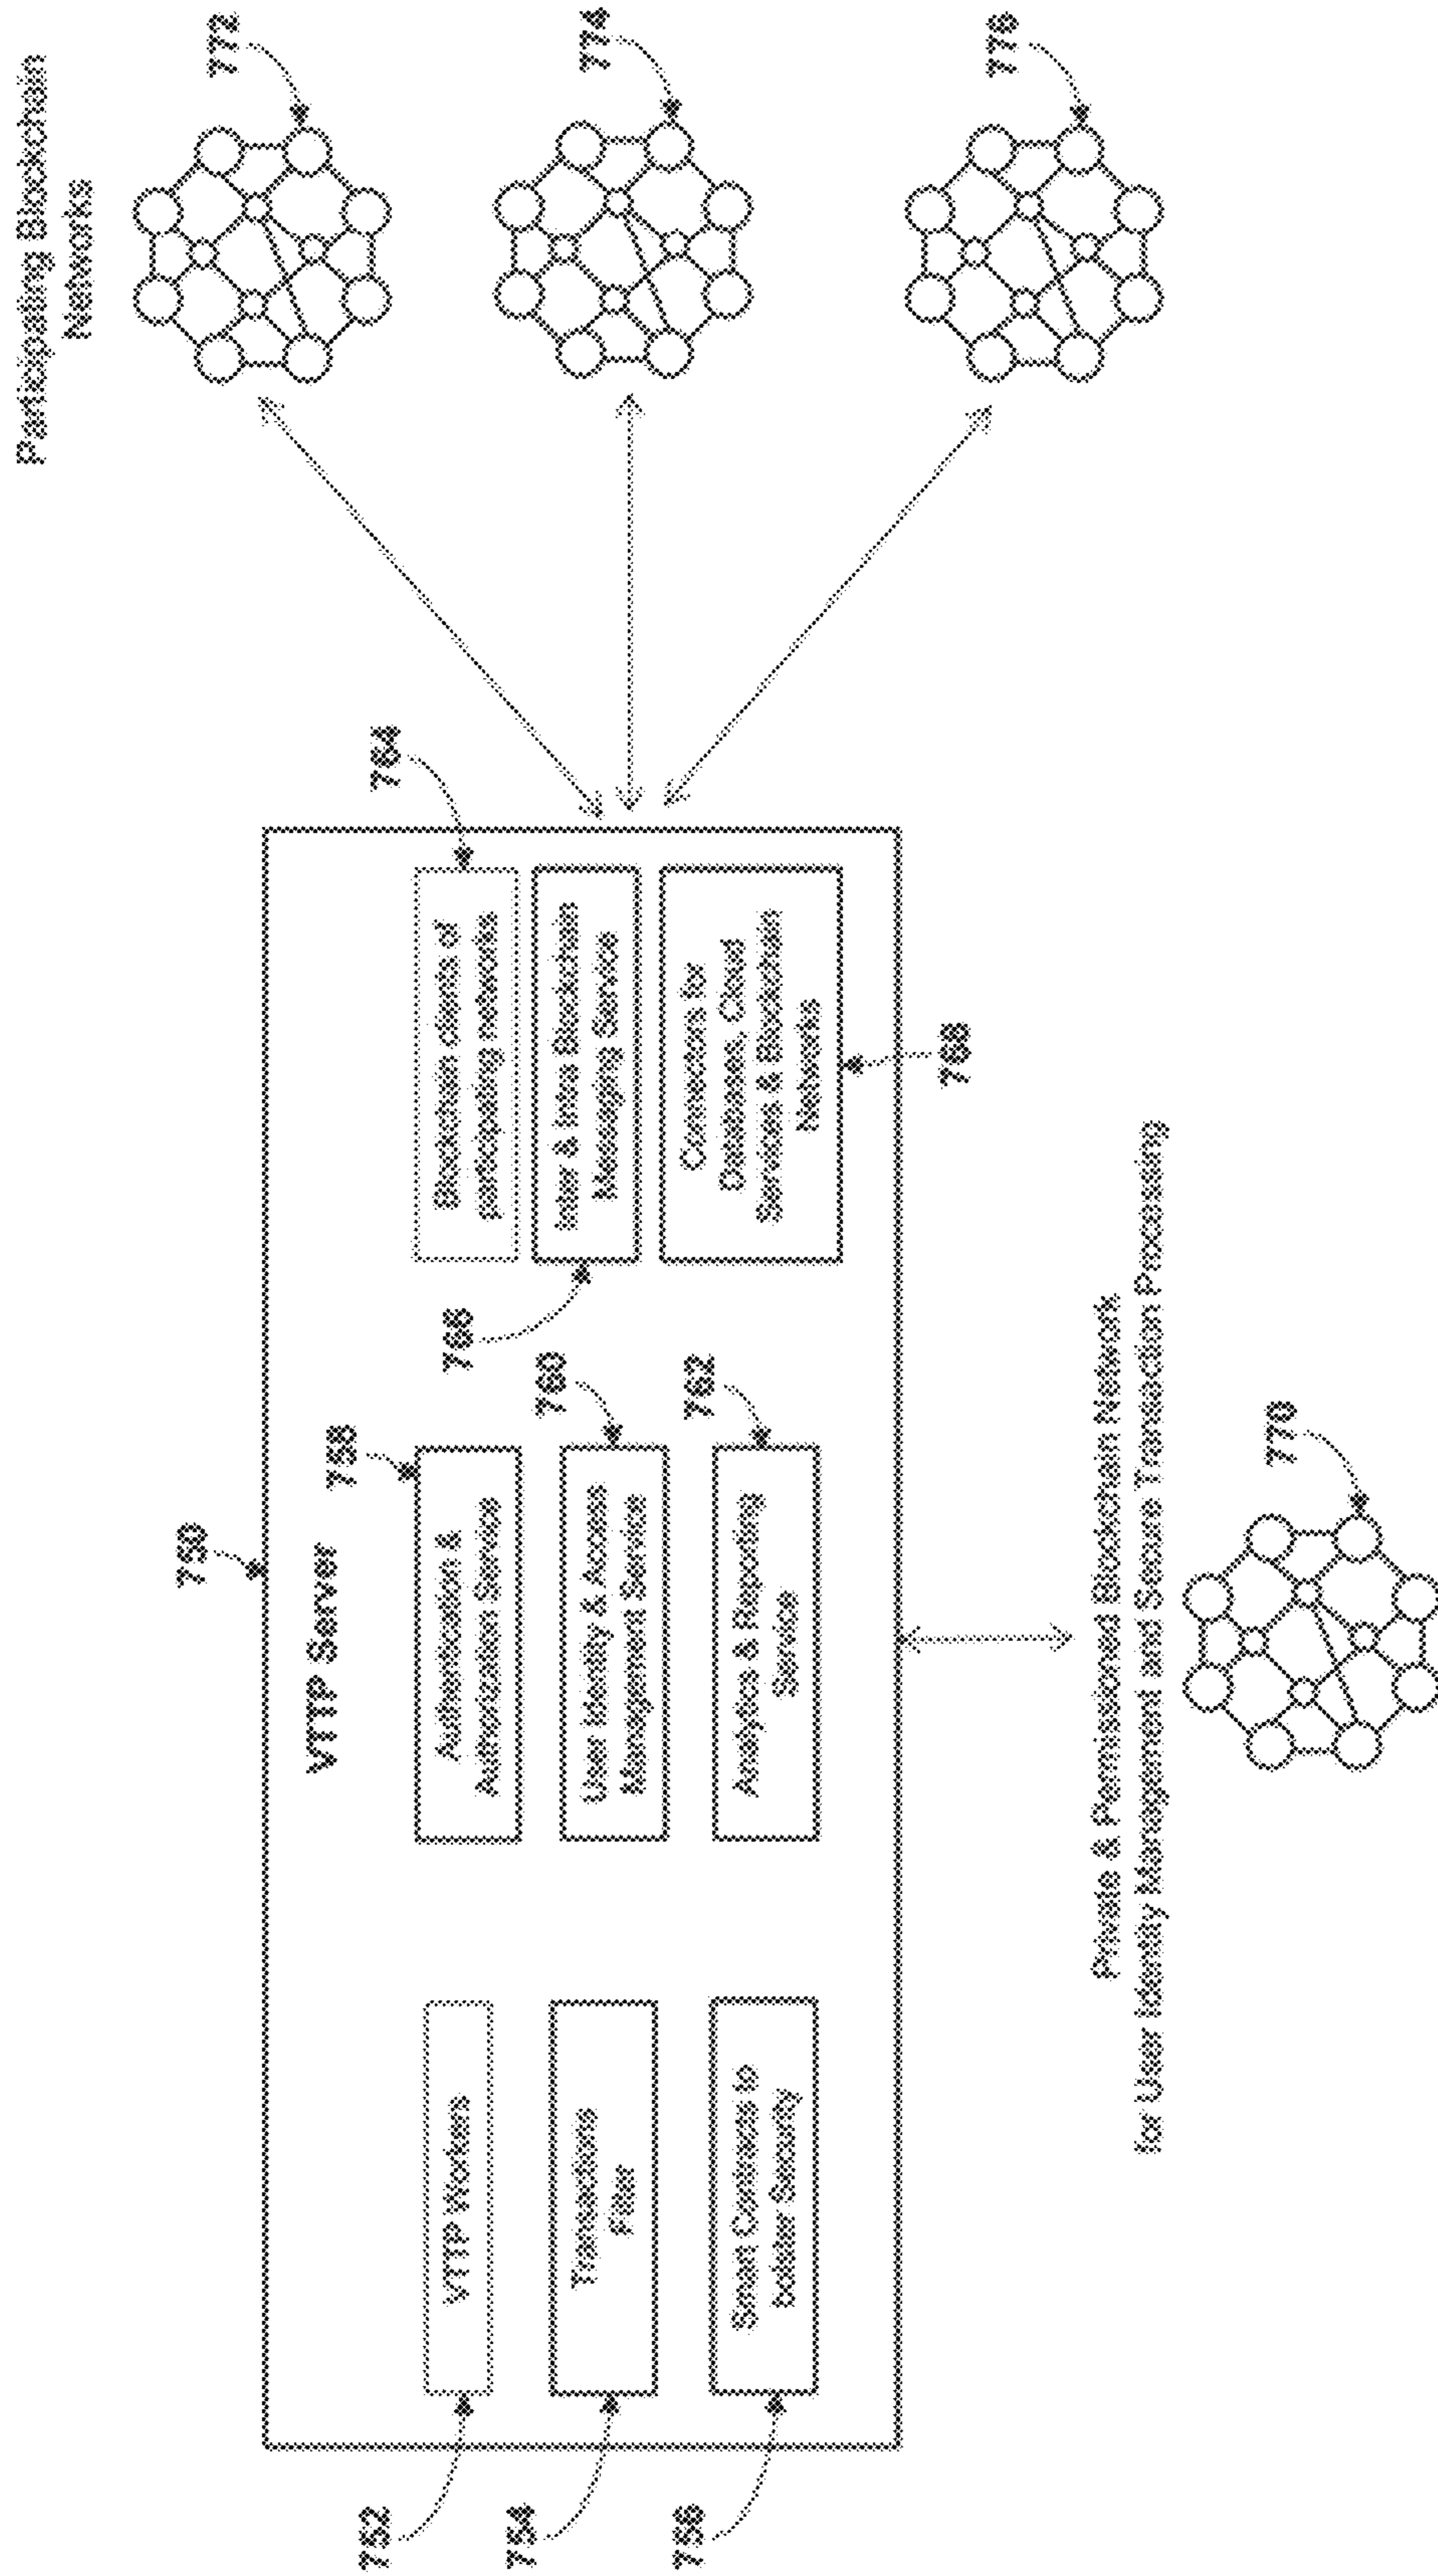 Participating Blockchain
Networks
772
774
776
750
VTTP Server
752
VTTP Workers
754
Transactions
Filter
756
Smart Contracts to
bolster Security
758
Authentication &
Authorization Service
760
User Identity & Access
Management Service
762
Analytics & Reporting
Service
764
Blockchain clients of
participating networks
766
Inter & Intra Blockchain
Messaging Service
768
Connectors for
Databases, Cloud
Services & Blockchain
Networks
Private & Permissioned Blockchain Network
for User Identity Management and Secure Transaction Processing
770